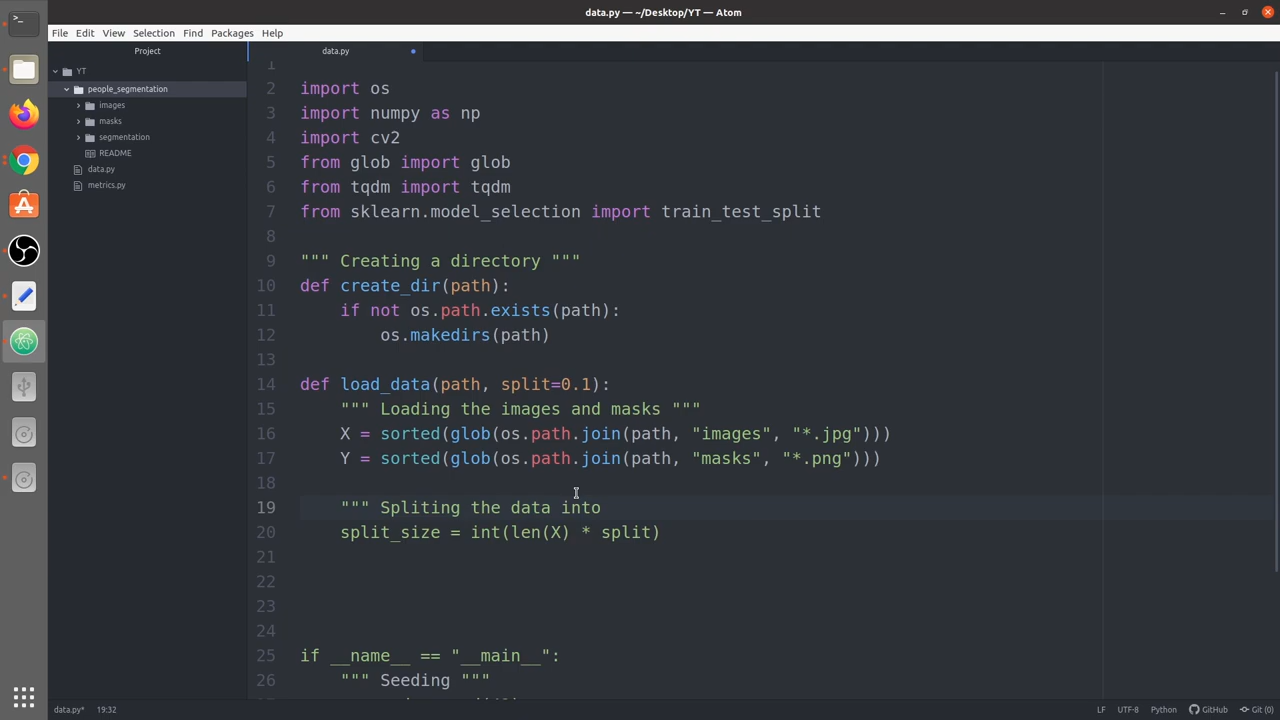 data.py — ~/Desktop/YT — Atom
File Edit View Selection Find Packages Help
Project
data.py
YT
people_segmentation
images
masks
segmentation
README
data.py
metrics.py
1
2 import os
3 import numpy as np
4 import cv2
5 from glob import glob
6 from tqdm import tqdm
7 from sklearn.model_selection import train_test_split
8
9 """ Creating a directory """
10 def create_dir(path):
11     if not os.path.exists(path):
12         os.makedirs(path)
13
14 def load_data(path, split=0.1):
15     """ Loading the images and masks """
16     X = sorted(glob(os.path.join(path, "images", "*.jpg")))
17     Y = sorted(glob(os.path.join(path, "masks", "*.png")))
18
19     """ Spliting the data into
20     split_size = int(len(X) * split)
21
22
23
24
25 if __name__ == "__main__":
26     """ Seeding """
data.py* 19:32 LF UTF-8 Python GitHub Git (0)